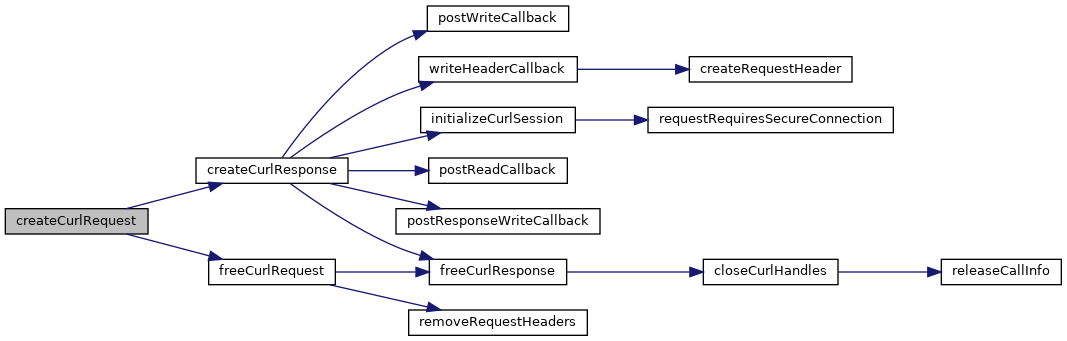 postWriteCallback
writeHeaderCallback
createRequestHeader
initializeCurlSession
requestRequiresSecureConnection
createCurlResponse
postReadCallback
createCurlRequest
postResponseWriteCallback
freeCurlRequest
freeCurlResponse
closeCurlHandles
releaseCallInfo
removeRequestHeaders